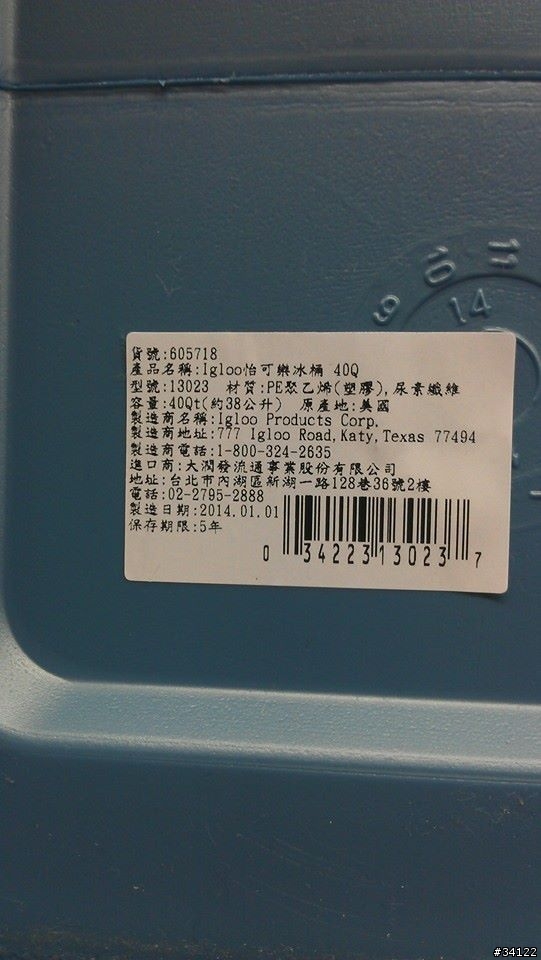 貨號:605718
產品名稱:Igloo怡可樂冰桶 40Q
型號:13023 材質:PE聚乙烯(塑膠),尿素纖維
容量:40Qt(約38公升) 原產地:美國
製造商名稱:Igloo Products Corp.
製造商地址:777 Igloo Road,Katy,Texas 77494
製造商電話:1-800-324-2635
進口商:大潤發流通事業股份有限公司
地址:台北市內湖區新湖一路128巷36號2樓
電話:02-2795-2888
製造日期:2014.01.01
保存期限:5年
0 34223 13023 7
9 10 11
14
#34122